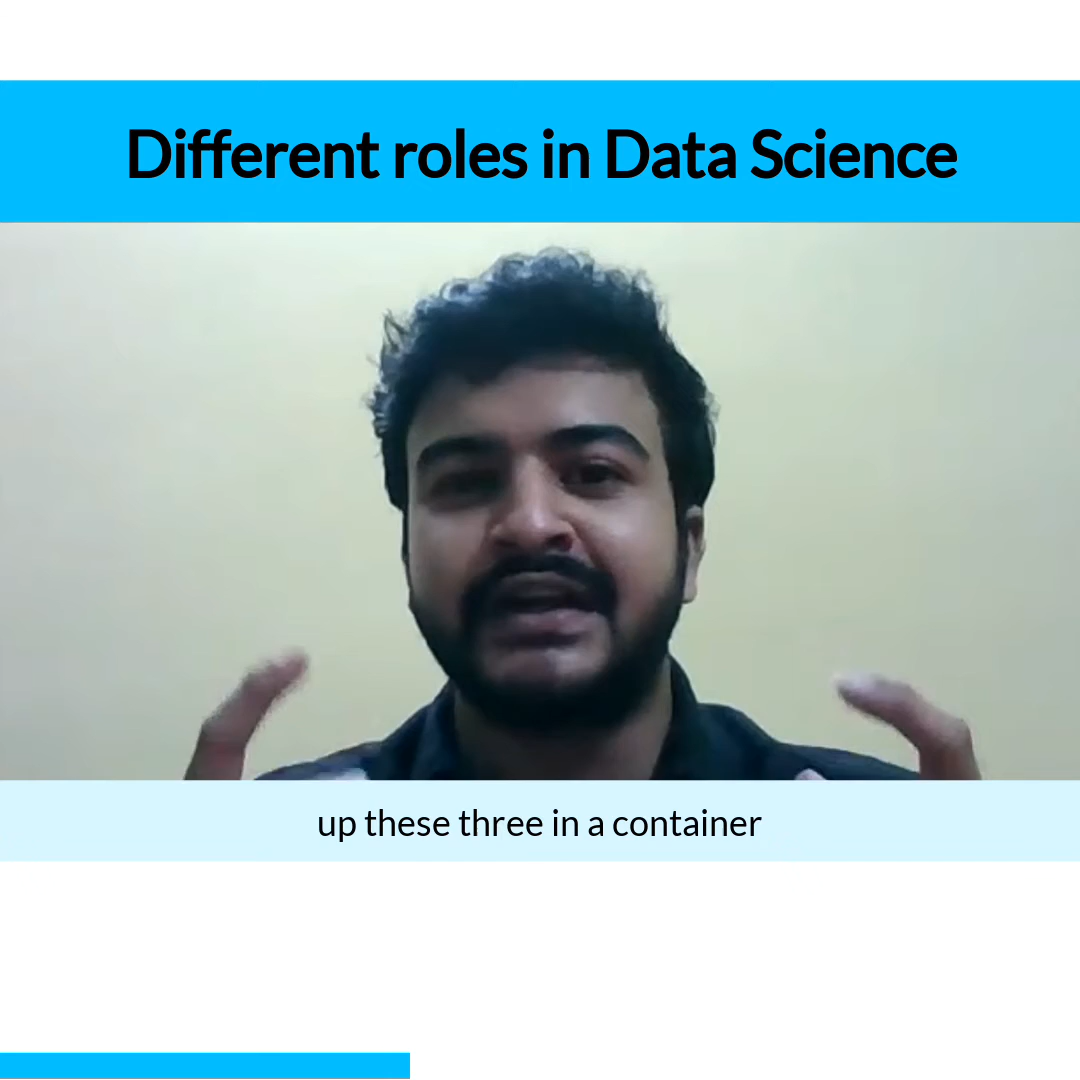 Different roles in Data Science
up these three in a container